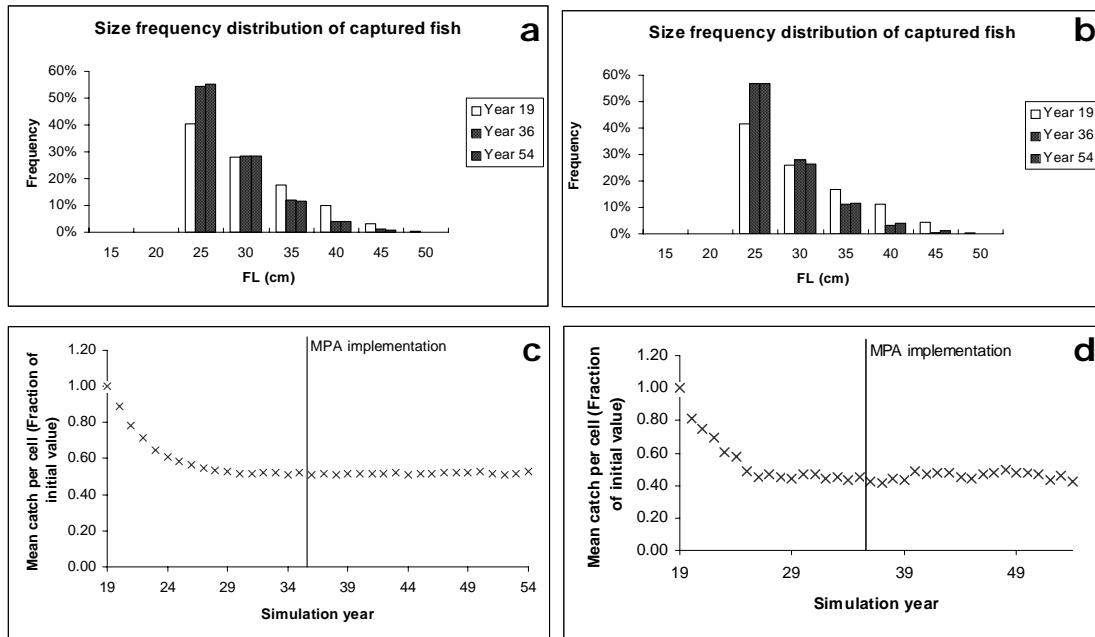 Size frequency distribution of captured fish
a
60%
50%
40%
30%
20%
10%
0%
Frequency
15 20 25 30 35 40 45 50
FL (cm)
Year 19
Year 36
Year 54
Size frequency distribution of captured fish
b
60%
50%
40%
30%
20%
10%
0%
Frequency
15 20 25 30 35 40 45 50
FL (cm)
Year 19
Year 36
Year 54
c
MPA implementation
1.20
1.00
0.80
0.60
0.40
0.20
0.00
Mean catch per cell (Fraction of
initial value)
19 24 29 34 39 44 49 54
Simulation year
d
MPA implementation
1.20
1.00
0.80
0.60
0.40
0.20
0.00
Mean catch per cell (Fraction
of initial value)
19 29 39 49
Simulation year